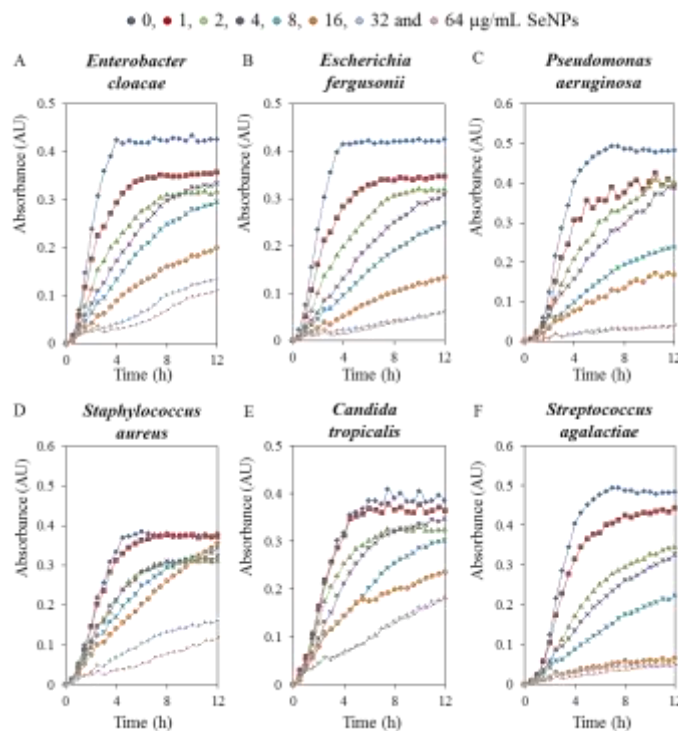 0, 1, 2, 4, 8, 16, 32 and 64 µg/mL SeNPs
A Enterobacter cloacae
Absorbance (AU)
0.5
0.4
0.3
0.2
0.1
0
0 4 8 12
Time (h)
B Escherichia fergusonii
Absorbance (AU)
0.5
0.4
0.3
0.2
0.1
0
0 4 8 12
Time (h)
C Pseudomonas aeruginosa
Absorbance (AU)
0.6
0.5
0.4
0.3
0.2
0.1
0
0 4 8 12
Time (h)
D Staphylococcus aureus
Absorbance (AU)
0.6
0.5
0.4
0.3
0.2
0.1
0
0 4 8 12
Time (h)
E Candida tropicalis
Absorbance (AU)
0.5
0.4
0.3
0.2
0.1
0
0 4 8 12
Time (h)
F Streptococcus agalactiae
Absorbance (AU)
0.6
0.5
0.4
0.3
0.2
0.1
0
0 4 8 12
Time (h)